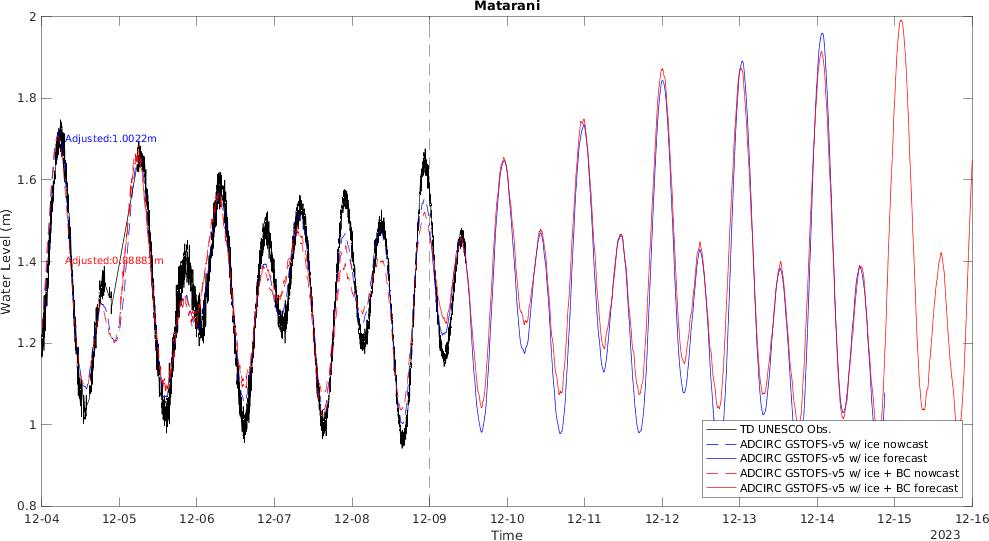 Matarani
Water Level (m)
2
1.8
1.6
1.4
1.2
1
0.8
Adjusted:1.0022m
Adjusted:0.88881m
TD UNESCO Obs.
ADCIRC GSTOFS-v5 w/ ice nowcast
ADCIRC GSTOFS-v5 w/ ice forecast
ADCIRC GSTOFS-v5 w/ ice + BC nowcast
ADCIRC GSTOFS-v5 w/ ice + BC forecast
12-04 12-05 12-06 12-07 12-08 12-09 12-10 12-11 12-12 12-13 12-14 12-15 12-16
Time
2023